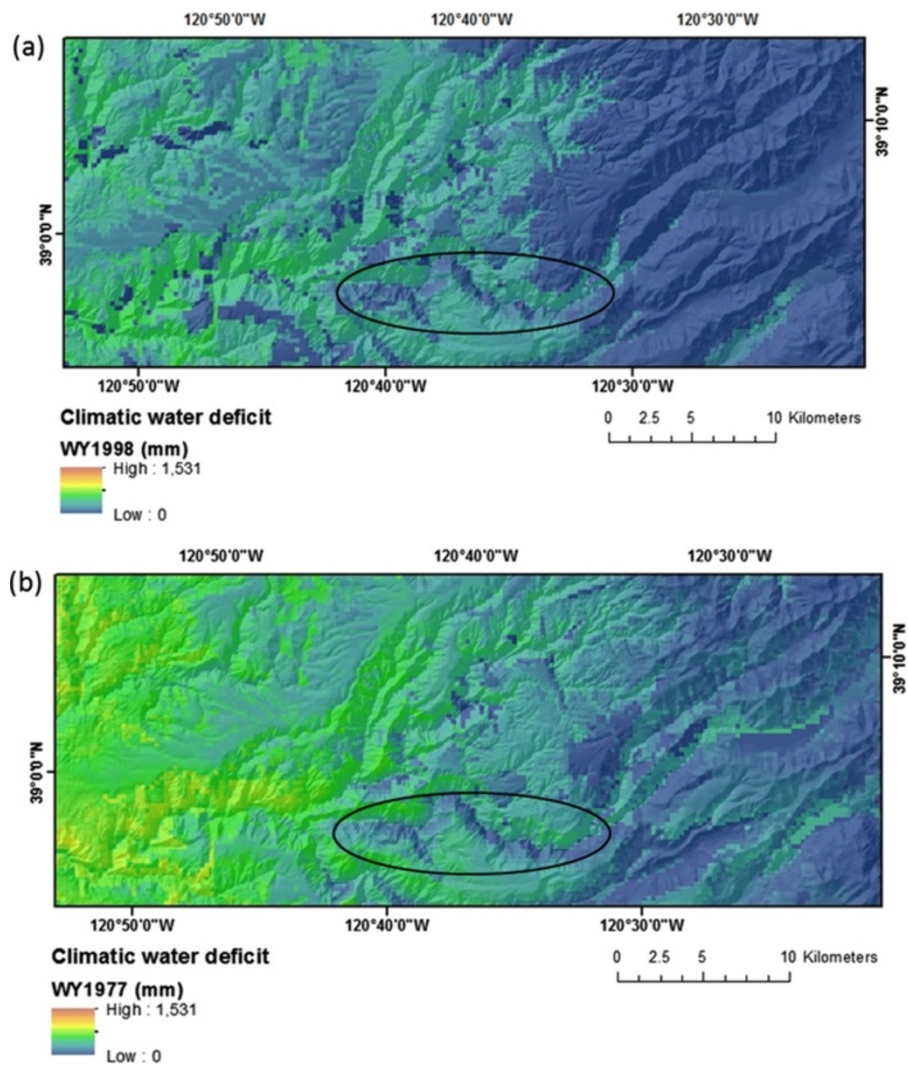 120°50'0"W 120°40'0"W 120°30'0"W
(a)
39°10'0"N
39°0'0"N
120°50'0"W 120°40'0"W 120°30'0"W
Climatic water deficit
WY1998 (mm)
High : 1,531
Low : 0
0 2.5 5 10 Kilometers
120°50'0"W 120°40'0"W 120°30'0"W
(b)
39°10'0"N
39°0'0"N
120°50'0"W 120°40'0"W 120°30'0"W
Climatic water deficit
WY1977 (mm)
High : 1,531
Low : 0
0 2.5 5 10 Kilometers